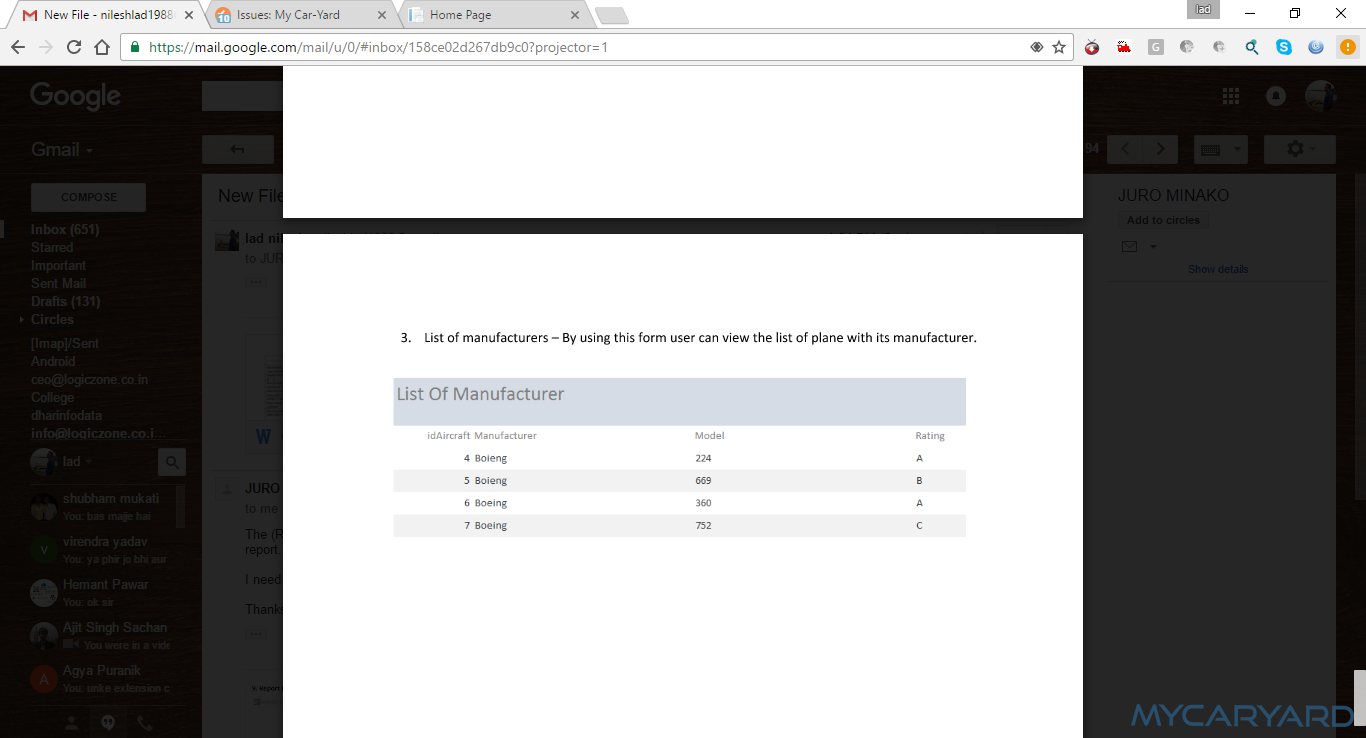 New File - nileshlad1988
Issues: My Car-Yard
Home Page
lad
https://mail.google.com/mail/u/0/#inbox/158ce02d267db9c0?projector=1
Google
Gmail
94
COMPOSE
New File
JURO MINAKO
Add to circles
Inbox (651)
Starred
Important
Sent Mail
Drafts (131)
Circles
lad
to JUR
Show details
[Imap]/Sent
Android
ceo@logiczone.co.in
College
dharinfodata
info@logiczone.co.i...
3. List of manufacturers – By using this form user can view the list of plane with its manufacturer.
List Of Manufacturer
idAircraft Manufacturer Model Rating
4 Boieng 224 A
5 Boieng 669 B
6 Boeing 360 A
7 Boeing 752 C
lad
shubham mukati
You: bas majje hai
virendra yadav
You: ya phir jo bhi aur
Hemant Pawar
You: ok sir
Ajit Singh Sachan
You were in a vide
Agya Puranik
You: unke extension c
JURO
to me
The (R
report
I need
Thanks
MYCARYARD